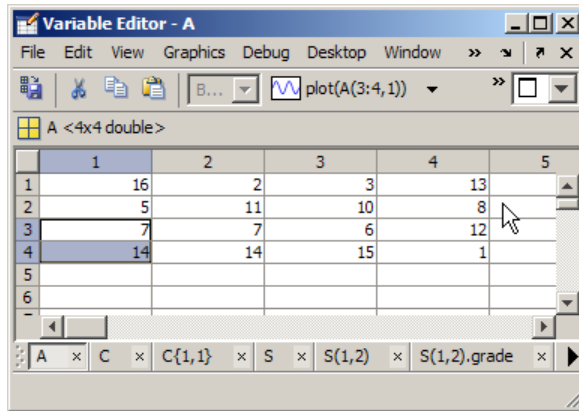 Variable Editor - A
File Edit View Graphics Debug Desktop Window »
B... plot(A(3:4,1)) »
A <4x4 double>
1 2 3 4 5
1 16 2 3 13
2 5 11 10 8
3 7 7 6 12
4 14 14 15 1
5
6
A × C × C{1,1} × S × S(1,2) × S(1,2).grade ×